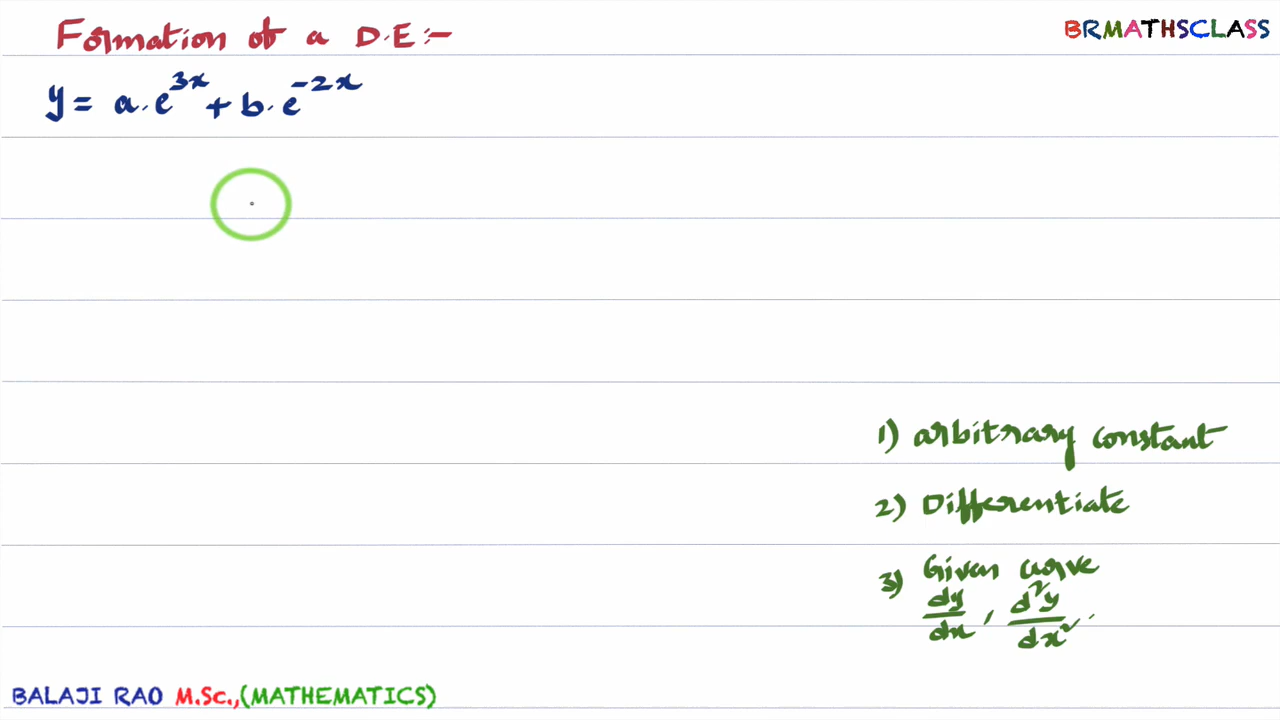 Formation of a D.E :-
BRMATHSCLASS
y = a.e^{3x} + b.e^{-2x}
1) arbitrary constant
2) Differentiate
3) Given curve
dy/dx , d²y/dx² .
BALAJI RAO M.Sc.,(MATHEMATICS)